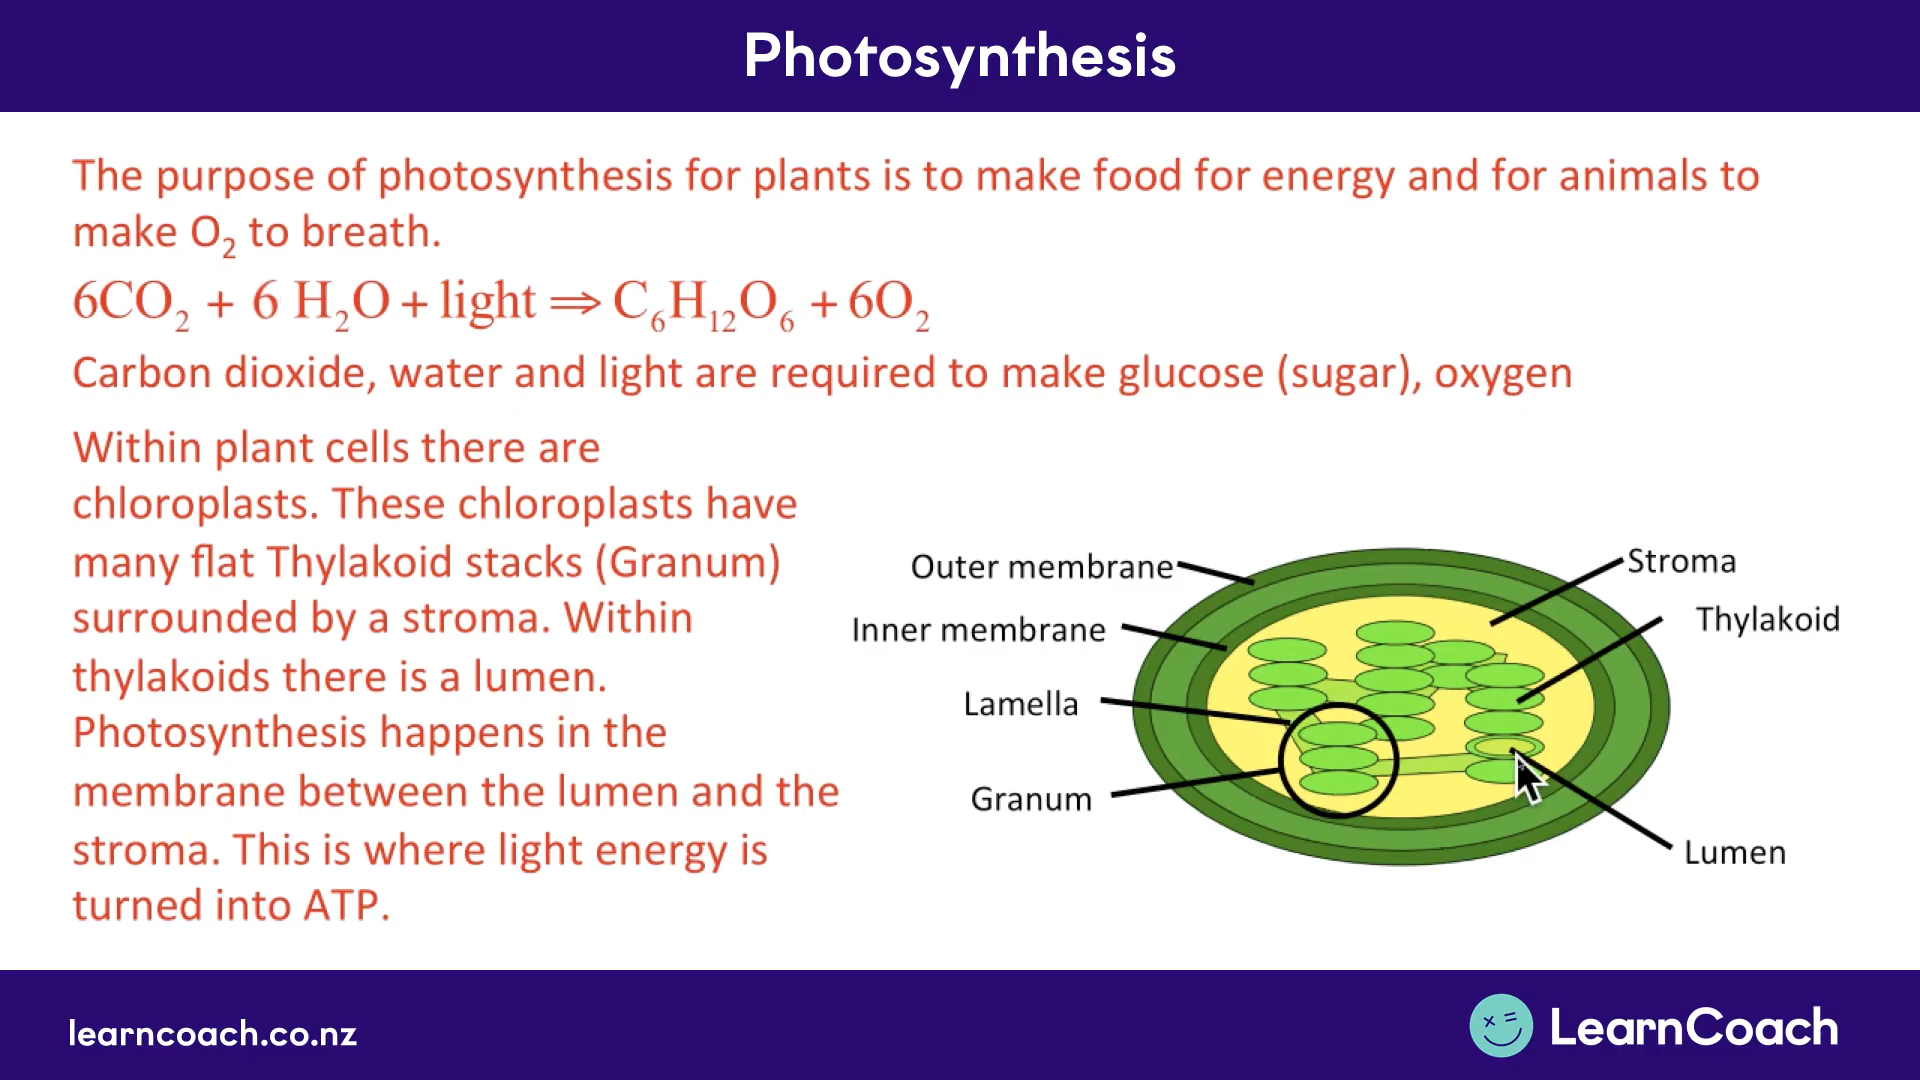 Photosynthesis
The purpose of photosynthesis for plants is to make food for energy and for animals to
make O₂ to breath.
6CO₂ + 6 H₂O + light ⇒ C₆H₁₂O₆ + 6O₂
Carbon dioxide, water and light are required to make glucose (sugar), oxygen
Within plant cells there are
chloroplasts. These chloroplasts have
many flat Thylakoid stacks (Granum)
surrounded by a stroma. Within
thylakoids there is a lumen.
Photosynthesis happens in the
membrane between the lumen and the
stroma. This is where light energy is
turned into ATP.
Outer membrane
Inner membrane
Lamella
Granum
Stroma
Thylakoid
Lumen
learncoach.co.nz
LearnCoach